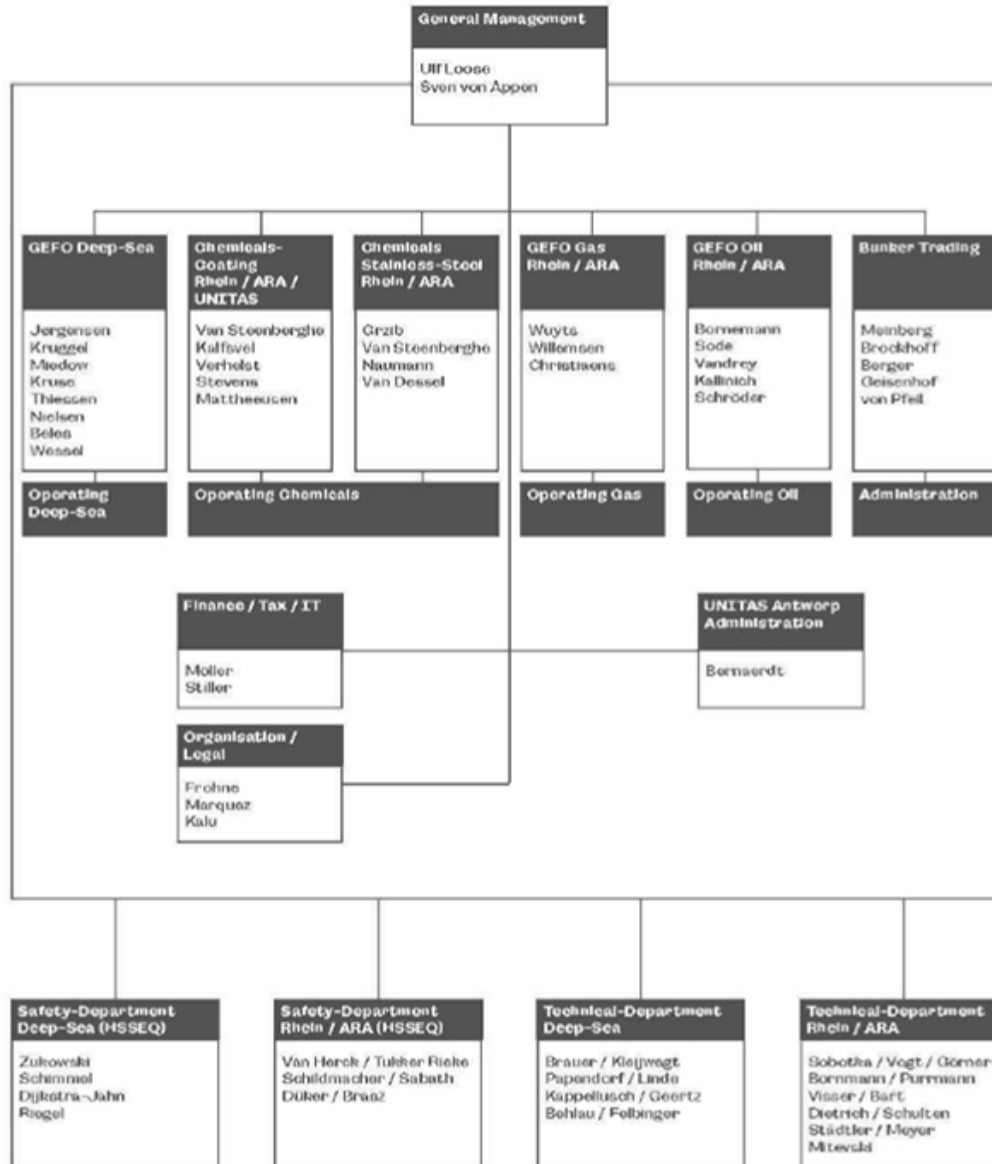 General Management
Ulf Loose
Sven von Appen
GEFO Deep-Sea
Jørgensen
Kruggel
Miedow
Kruse
Thiessen
Nielsen
Beles
Wessel
Operating
Deep-Sea
Chemicals-
Coating
Rhein / ARA /
UNITAS
Van Steenberghe
Kalfsvel
Verhelst
Stevens
Mattheeusen
Chemicals
Stainless-Steel
Rhein / ARA
Grzib
Van Steenberghe
Naumann
Van Dessel
Operating Chemicals
GEFO Gas
Rhein / ARA
Wuyts
Willemsen
Christiaens
Operating Gas
GEFO Oil
Rhein / ARA
Bornemann
Sode
Vandrey
Kallinich
Schröder
Operating Oil
Bunker Trading
Meinberg
Brockhoff
Berger
Geisenhof
von Pfeil
Administration
Finance / Tax / IT
Möller
Stiller
UNITAS Antwerp
Administration
Bernaerdt
Organisation /
Legal
Frohne
Marquez
Kalu
Safety-Department
Deep-Sea (HSSEQ)
Zukowski
Schimmel
Dijkstra-Jahn
Riegel
Safety-Department
Rhein / ARA (HSSEQ)
Van Herck / Tukker Rieke
Schildmacher / Sabath
Düker / Braaz
Technical-Department
Deep-Sea
Brauer / Kleijwegt
Papendorf / Linde
Kappellusch / Geertz
Behlau / Felbinger
Technical-Department
Rhein / ARA
Sobotka / Vogt / Görner
Bornmann / Purrmann
Visser / Bart
Dietrich / Schulten
Städtler / Meyer
Mitevski